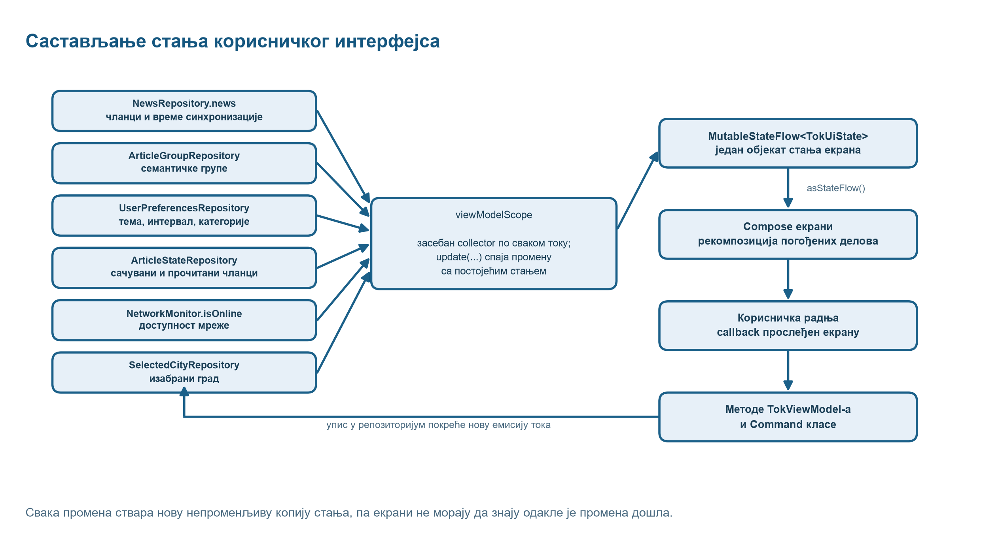 Састављање стања корисничког интерфејса
NewsRepository.news
чланци и време синхронизације
ArticleGroupRepository
семантичке групе
UserPreferencesRepository
тема, интервал, категорије
ArticleStateRepository
сачувани и прочитани чланци
NetworkMonitor.isOnline
доступност мреже
SelectedCityRepository
изабрани град
viewModelScope
засебан collector по сваком току;
update(...) спаја промену
са постојећим стањем
MutableStateFlow<TokUiState>
један објекат стања екрана
asStateFlow()
Compose екрани
рекомпозиција погођених делова
Корисничка радња
callback прослеђен екрану
Методе TokViewModel-а
и Command класе
упис у репозиторијум покреће нову емисију тока
Свака промена ствара нову непроменљиву копију стања, па екрани не морају да знају одакле је промена дошла.